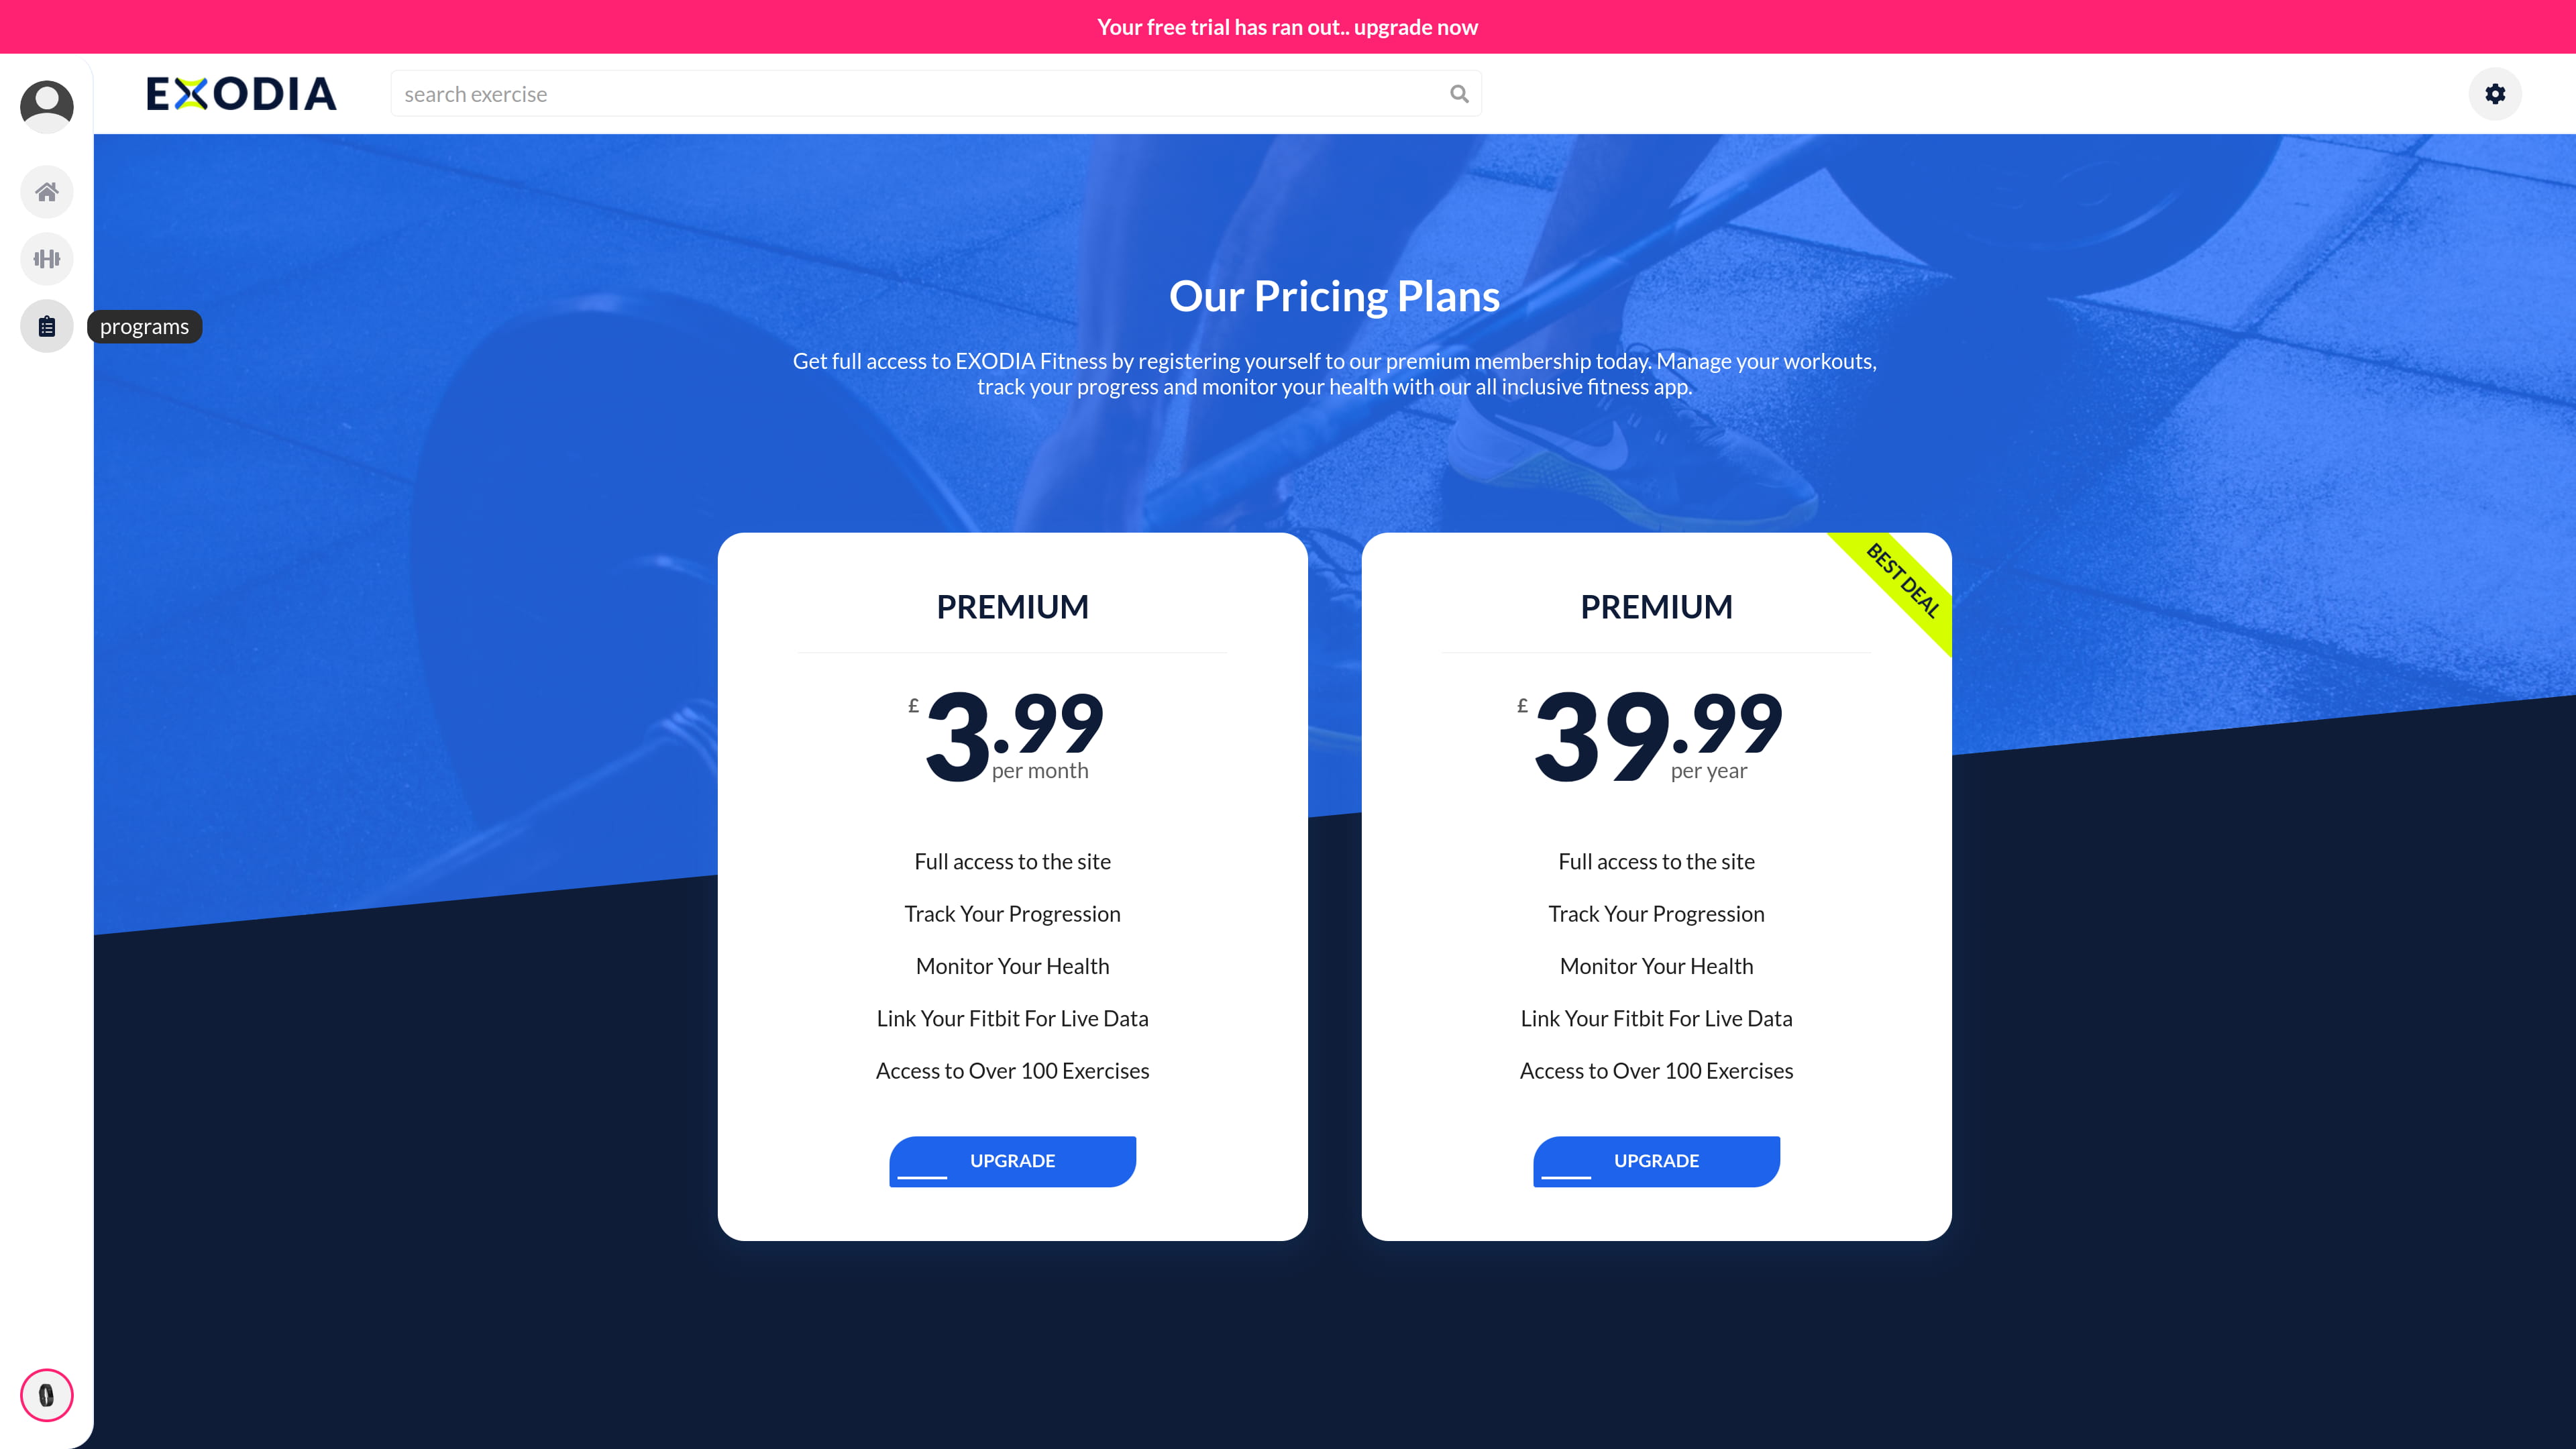 Your free trial has ran out.. upgrade now
EXODIA
search exercise
programs
Our Pricing Plans
Get full access to EXODIA Fitness by registering yourself to our premium membership today. Manage your workouts,
track your progress and monitor your health with our all inclusive fitness app.
PREMIUM
£3.99
per month
Full access to the site
Track Your Progression
Monitor Your Health
Link Your Fitbit For Live Data
Access to Over 100 Exercises
UPGRADE
BEST DEAL
PREMIUM
£39.99
per year
Full access to the site
Track Your Progression
Monitor Your Health
Link Your Fitbit For Live Data
Access to Over 100 Exercises
UPGRADE